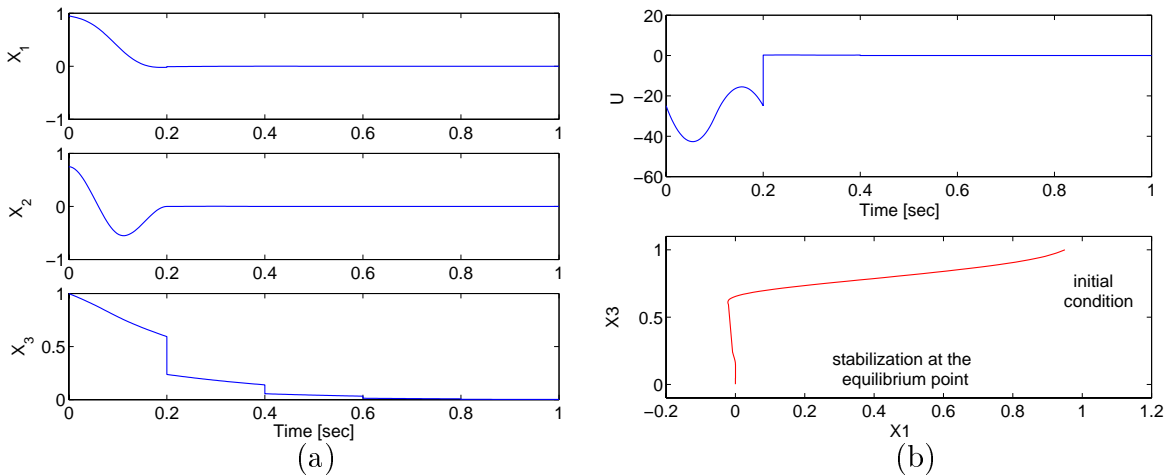 1
0
−1
X1
0 0.2 0.4 0.6 0.8 1
1
0
−1
X2
0 0.2 0.4 0.6 0.8 1
1
0.5
0
X3
0 0.2 0.4 0.6 0.8 1
Time [sec]
(a)
20
0
−20
−40
−60
U
0 0.2 0.4 0.6 0.8 1
Time [sec]
1
0.5
0
X3
initial
condition
stabilization at the
equilibrium point
−0.2 0 0.2 0.4 0.6 0.8 1 1.2
X1
(b)